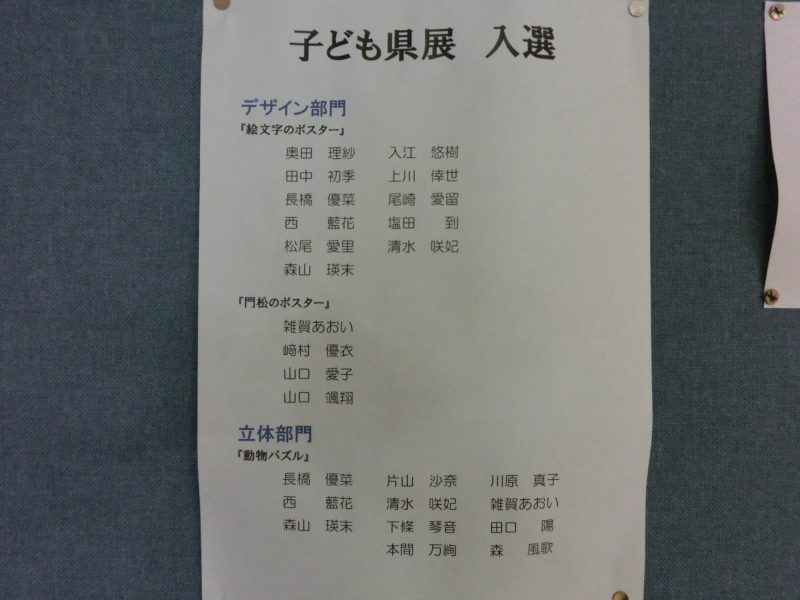 子ども県展　入選
デザイン部門
『絵文字のポスター』
奥田　理紗　入江　悠樹
田中　初季　上川　倖世
長橋　優菜　尾崎　愛留
西　藍花　塩田　到
松尾　愛里　清水　咲妃
森山　瑛末
『門松のポスター』
雑賀あおい
﨑村　優衣
山口　愛子
山口　颯翔
立体部門
『動物パズル』
長橋　優菜　片山　沙奈　川原　真子
西　藍花　清水　咲妃　雑賀あおい
森山　瑛末　下條　琴音　田口　陽
本間　万絢　森　風歌